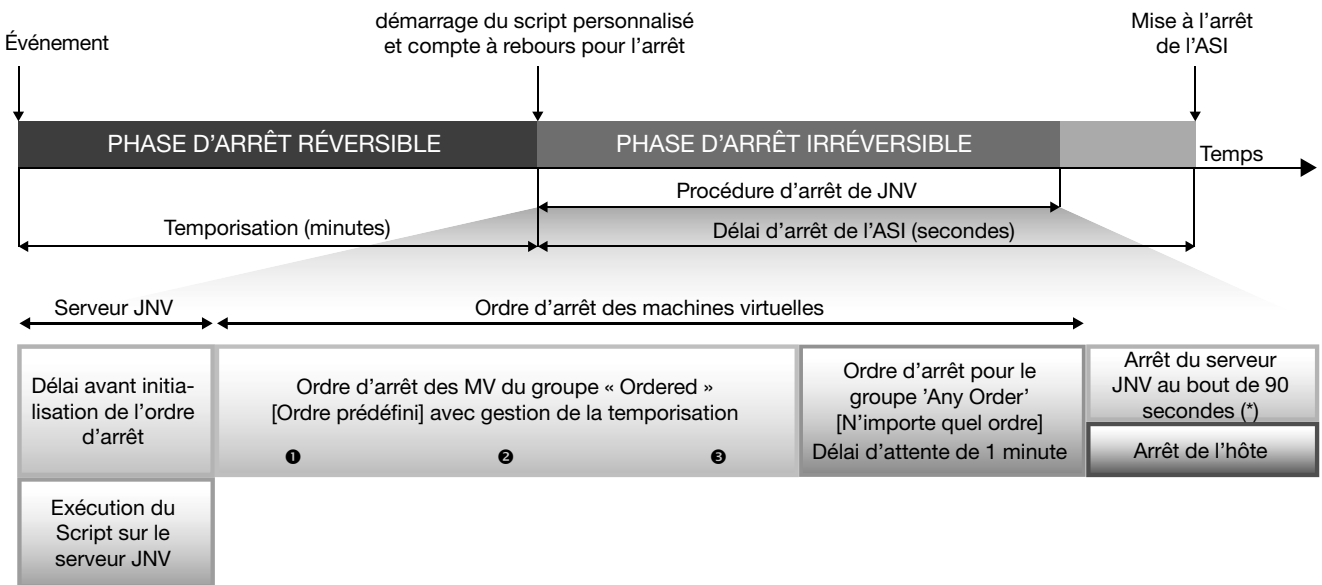 Événement
démarrage du script personnalisé
et compte à rebours pour l’arrêt
Mise à l’arrêt
de l’ASI
PHASE D’ARRÊT RÉVERSIBLE
PHASE D’ARRÊT IRRÉVERSIBLE
Temps
Procédure d’arrêt de JNV
Temporisation (minutes)
Délai d’arrêt de l’ASI (secondes)
Serveur JNV
Ordre d’arrêt des machines virtuelles
Délai avant initia-
lisation de l’ordre
d’arrêt
Ordre d’arrêt des MV du groupe « Ordered »
[Ordre prédéfini] avec gestion de la temporisation
❶ ❷ ❸
Ordre d’arrêt pour le
groupe ’Any Order’
[N’importe quel ordre]
Délai d’attente de 1 minute
Arrêt du serveur
JNV au bout de 90
secondes (*)
Arrêt de l’hôte
Exécution du
Script sur le
serveur JNV